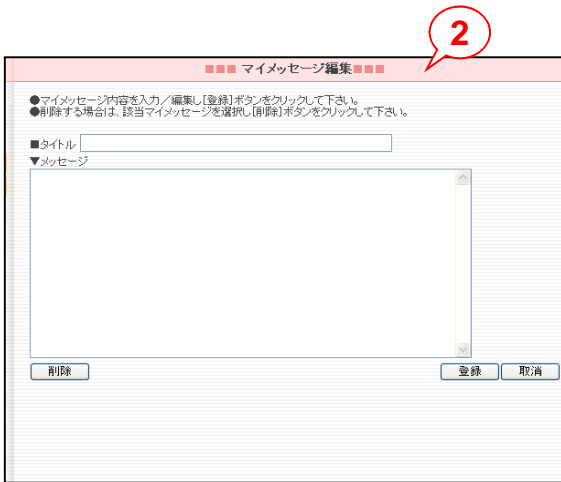 2
■■■ マイメッセージ編集■■■
●マイメッセージ内容を入力／編集し[登録]ボタンをクリックして下さい。
●削除する場合は、該当マイメッセージを選択し[削除]ボタンをクリックして下さい。
■タイトル
▼メッセージ
削除 登録 取消